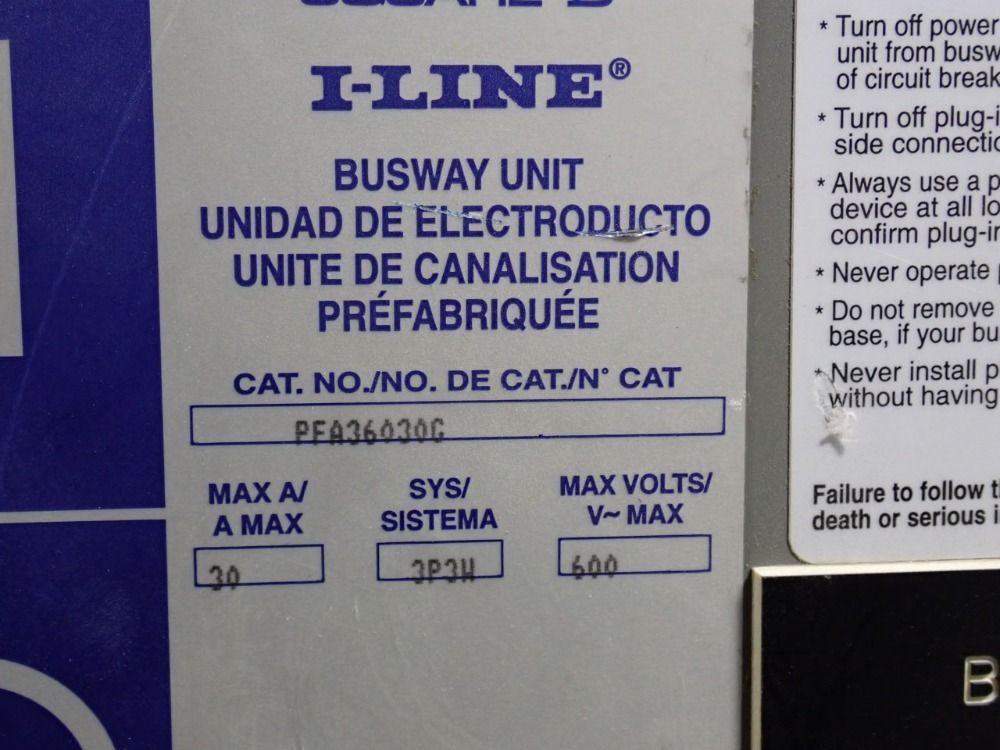 SQUARE D
I-LINE®
BUSWAY UNIT
UNIDAD DE ELECTRODUCTO
UNITE DE CANALISATION
PRÉFABRIQUÉE
CAT. NO./NO. DE CAT./N° CAT
PFA36030G
MAX A/
A MAX
30
SYS/
SISTEMA
3P3W
MAX VOLTS/
V~ MAX
600
* Turn off power
unit from busw
of circuit break
* Turn off plug-i
side connectio
* Always use a p
device at all lo
confirm plug-in
* Never operate
* Do not remove
base, if your bu
* Never install p
without having
Failure to follow t
death or serious i
B